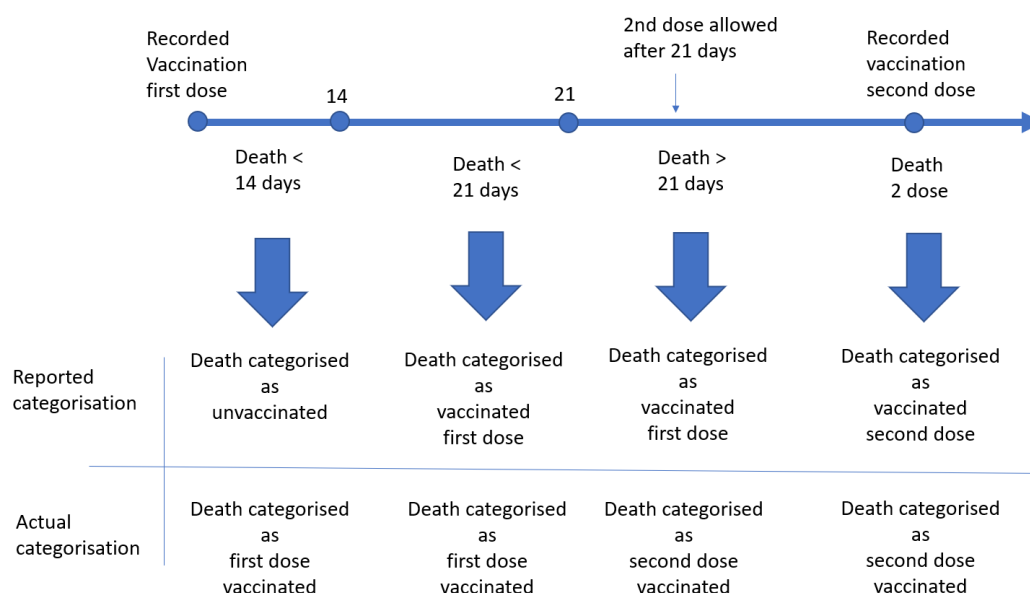 Recorded
Vaccination
first dose
14
21
2nd dose allowed
after 21 days
Recorded
vaccination
second dose
Death <
14 days
Death <
21 days
Death >
21 days
Death
2 dose
Reported
categorisation
Death categorised
as
unvaccinated
Death categorised
as
vaccinated
first dose
Death categorised
as
vaccinated
first dose
Death categorised
as
vaccinated
second dose
Actual
categorisation
Death categorised
as
first dose
vaccinated
Death categorised
as
first dose
vaccinated
Death categorised
as
second dose
vaccinated
Death categorised
as
second dose
vaccinated